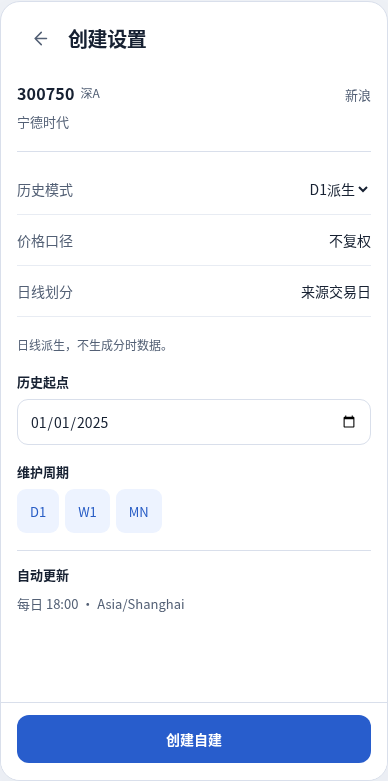 创建设置
300750 深A 新浪
宁德时代
历史模式 D1派生
价格口径 不复权
日线划分 来源交易日
日线派生，不生成分时数据。
历史起点
01/01/2025
维护周期
D1 W1 MN
自动更新
每日 18:00 · Asia/Shanghai
创建自建